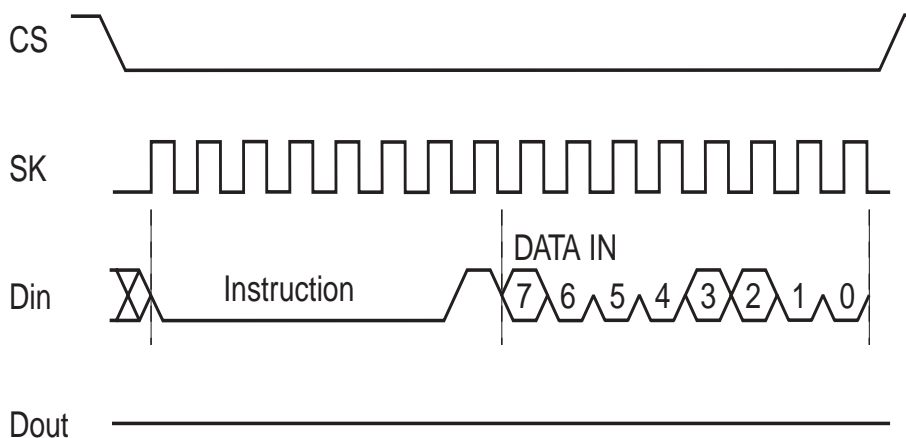 CS
SK
DATA IN
Din Instruction 7 6 5 4 3 2 1 0
Dout